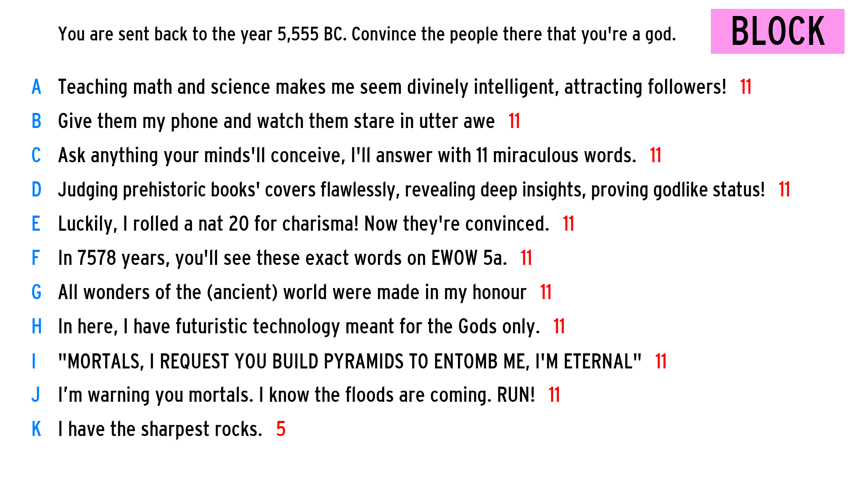 You are sent back to the year 5,555 BC. Convince the people there that you're a god.
BLOCK
A Teaching math and science makes me seem divinely intelligent, attracting followers! 11
B Give them my phone and watch them stare in utter awe 11
C Ask anything your minds'll conceive, I'll answer with 11 miraculous words. 11
D Judging prehistoric books' covers flawlessly, revealing deep insights, proving godlike status! 11
E Luckily, I rolled a nat 20 for charisma! Now they're convinced. 11
F In 7578 years, you'll see these exact words on EWOW 5a. 11
G All wonders of the (ancient) world were made in my honour 11
H In here, I have futuristic technology meant for the Gods only. 11
I "MORTALS, I REQUEST YOU BUILD PYRAMIDS TO ENTOMB ME, I'M ETERNAL" 11
J I’m warning you mortals. I know the floods are coming. RUN! 11
K I have the sharpest rocks. 5